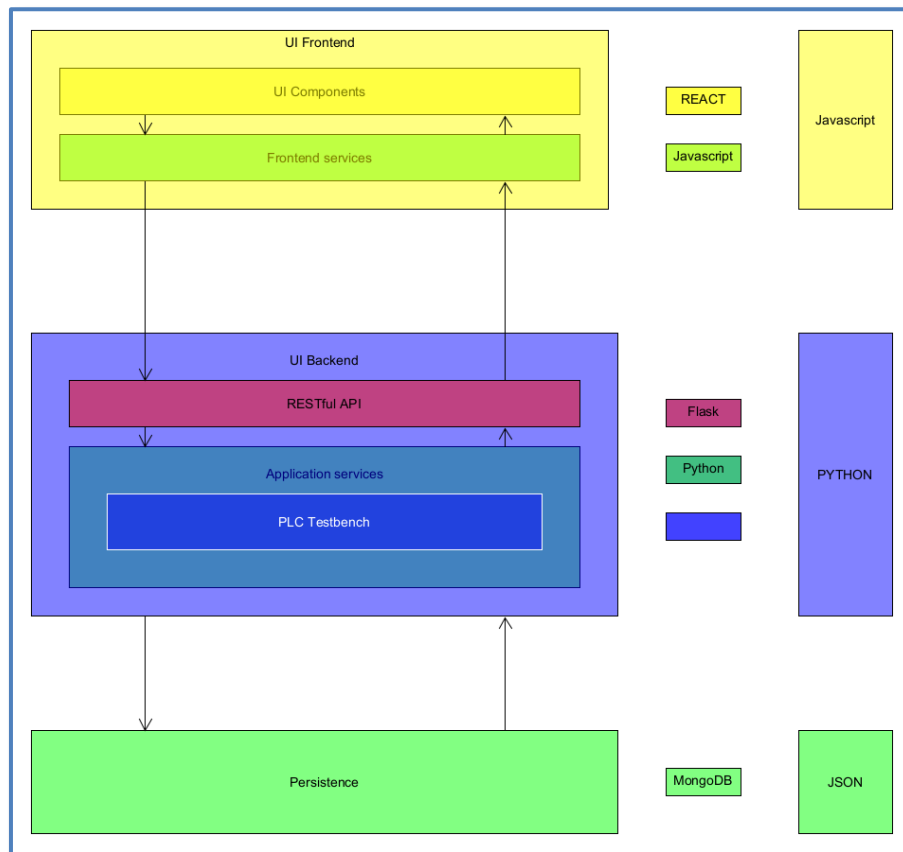 UI Frontend
UI Components
REACT
Javascript
Frontend services
Javascript
UI Backend
RESTful API
Flask
Application services
Python
PYTHON
PLC Testbench
Persistence
MongoDB
JSON